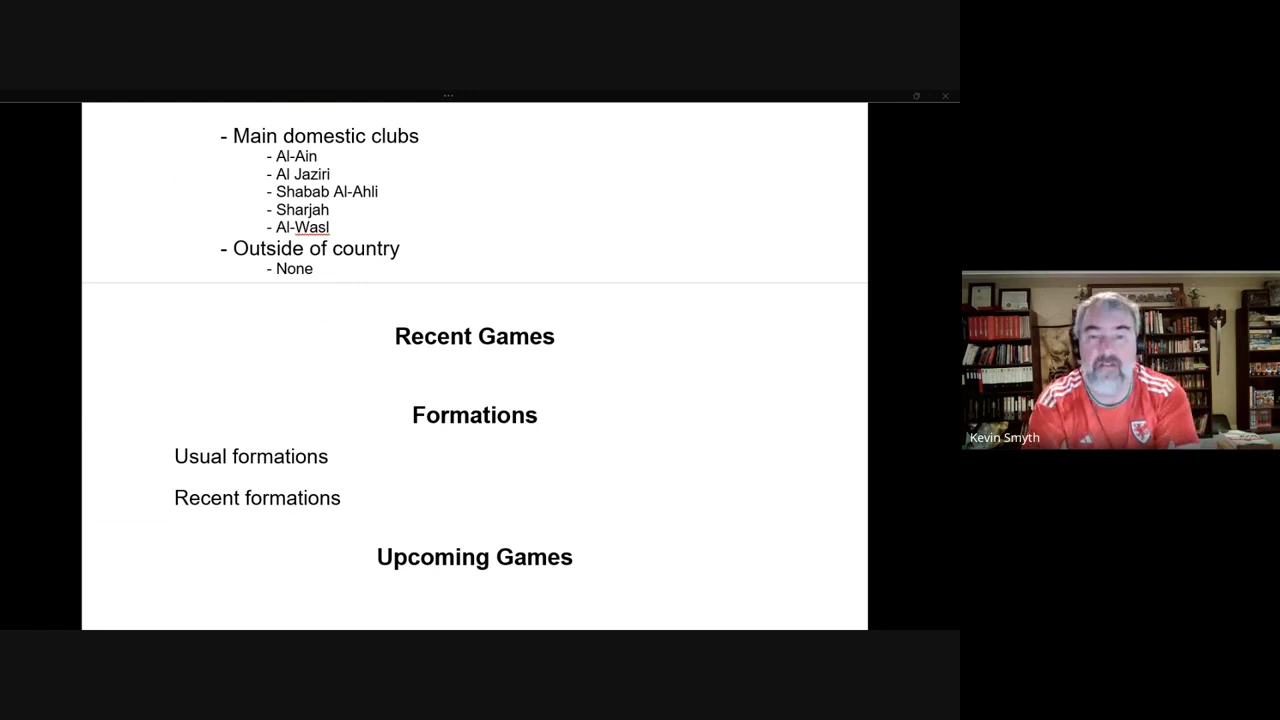 - Main domestic clubs
- Al-Ain
- Al Jaziri
- Shabab Al-Ahli
- Sharjah
- Al-Wasl
- Outside of country
- None
Recent Games
Formations
Usual formations
Recent formations
Upcoming Games
Kevin Smyth